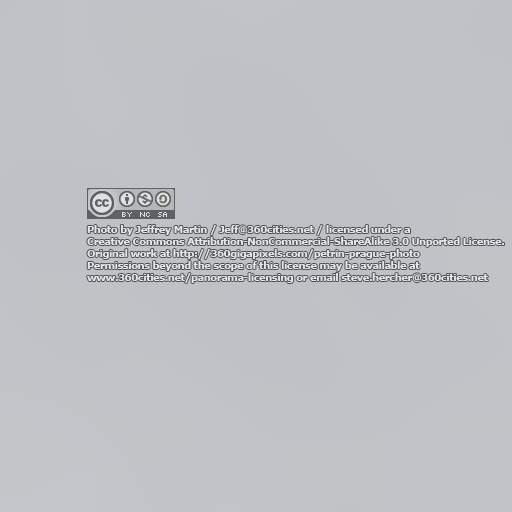 cc BY NC SA
Photo by Jeffrey Martin / Jeff@360cities.net / licensed under a
Creative Commons Attribution-NonCommercial-ShareAlike 3.0 Unported License.
Original work at http://360gigapixels.com/petrin-prague-photo
Permissions beyond the scope of this license may be available at
www.360cities.net/panorama-licensing or email steve.hercher@360cities.net